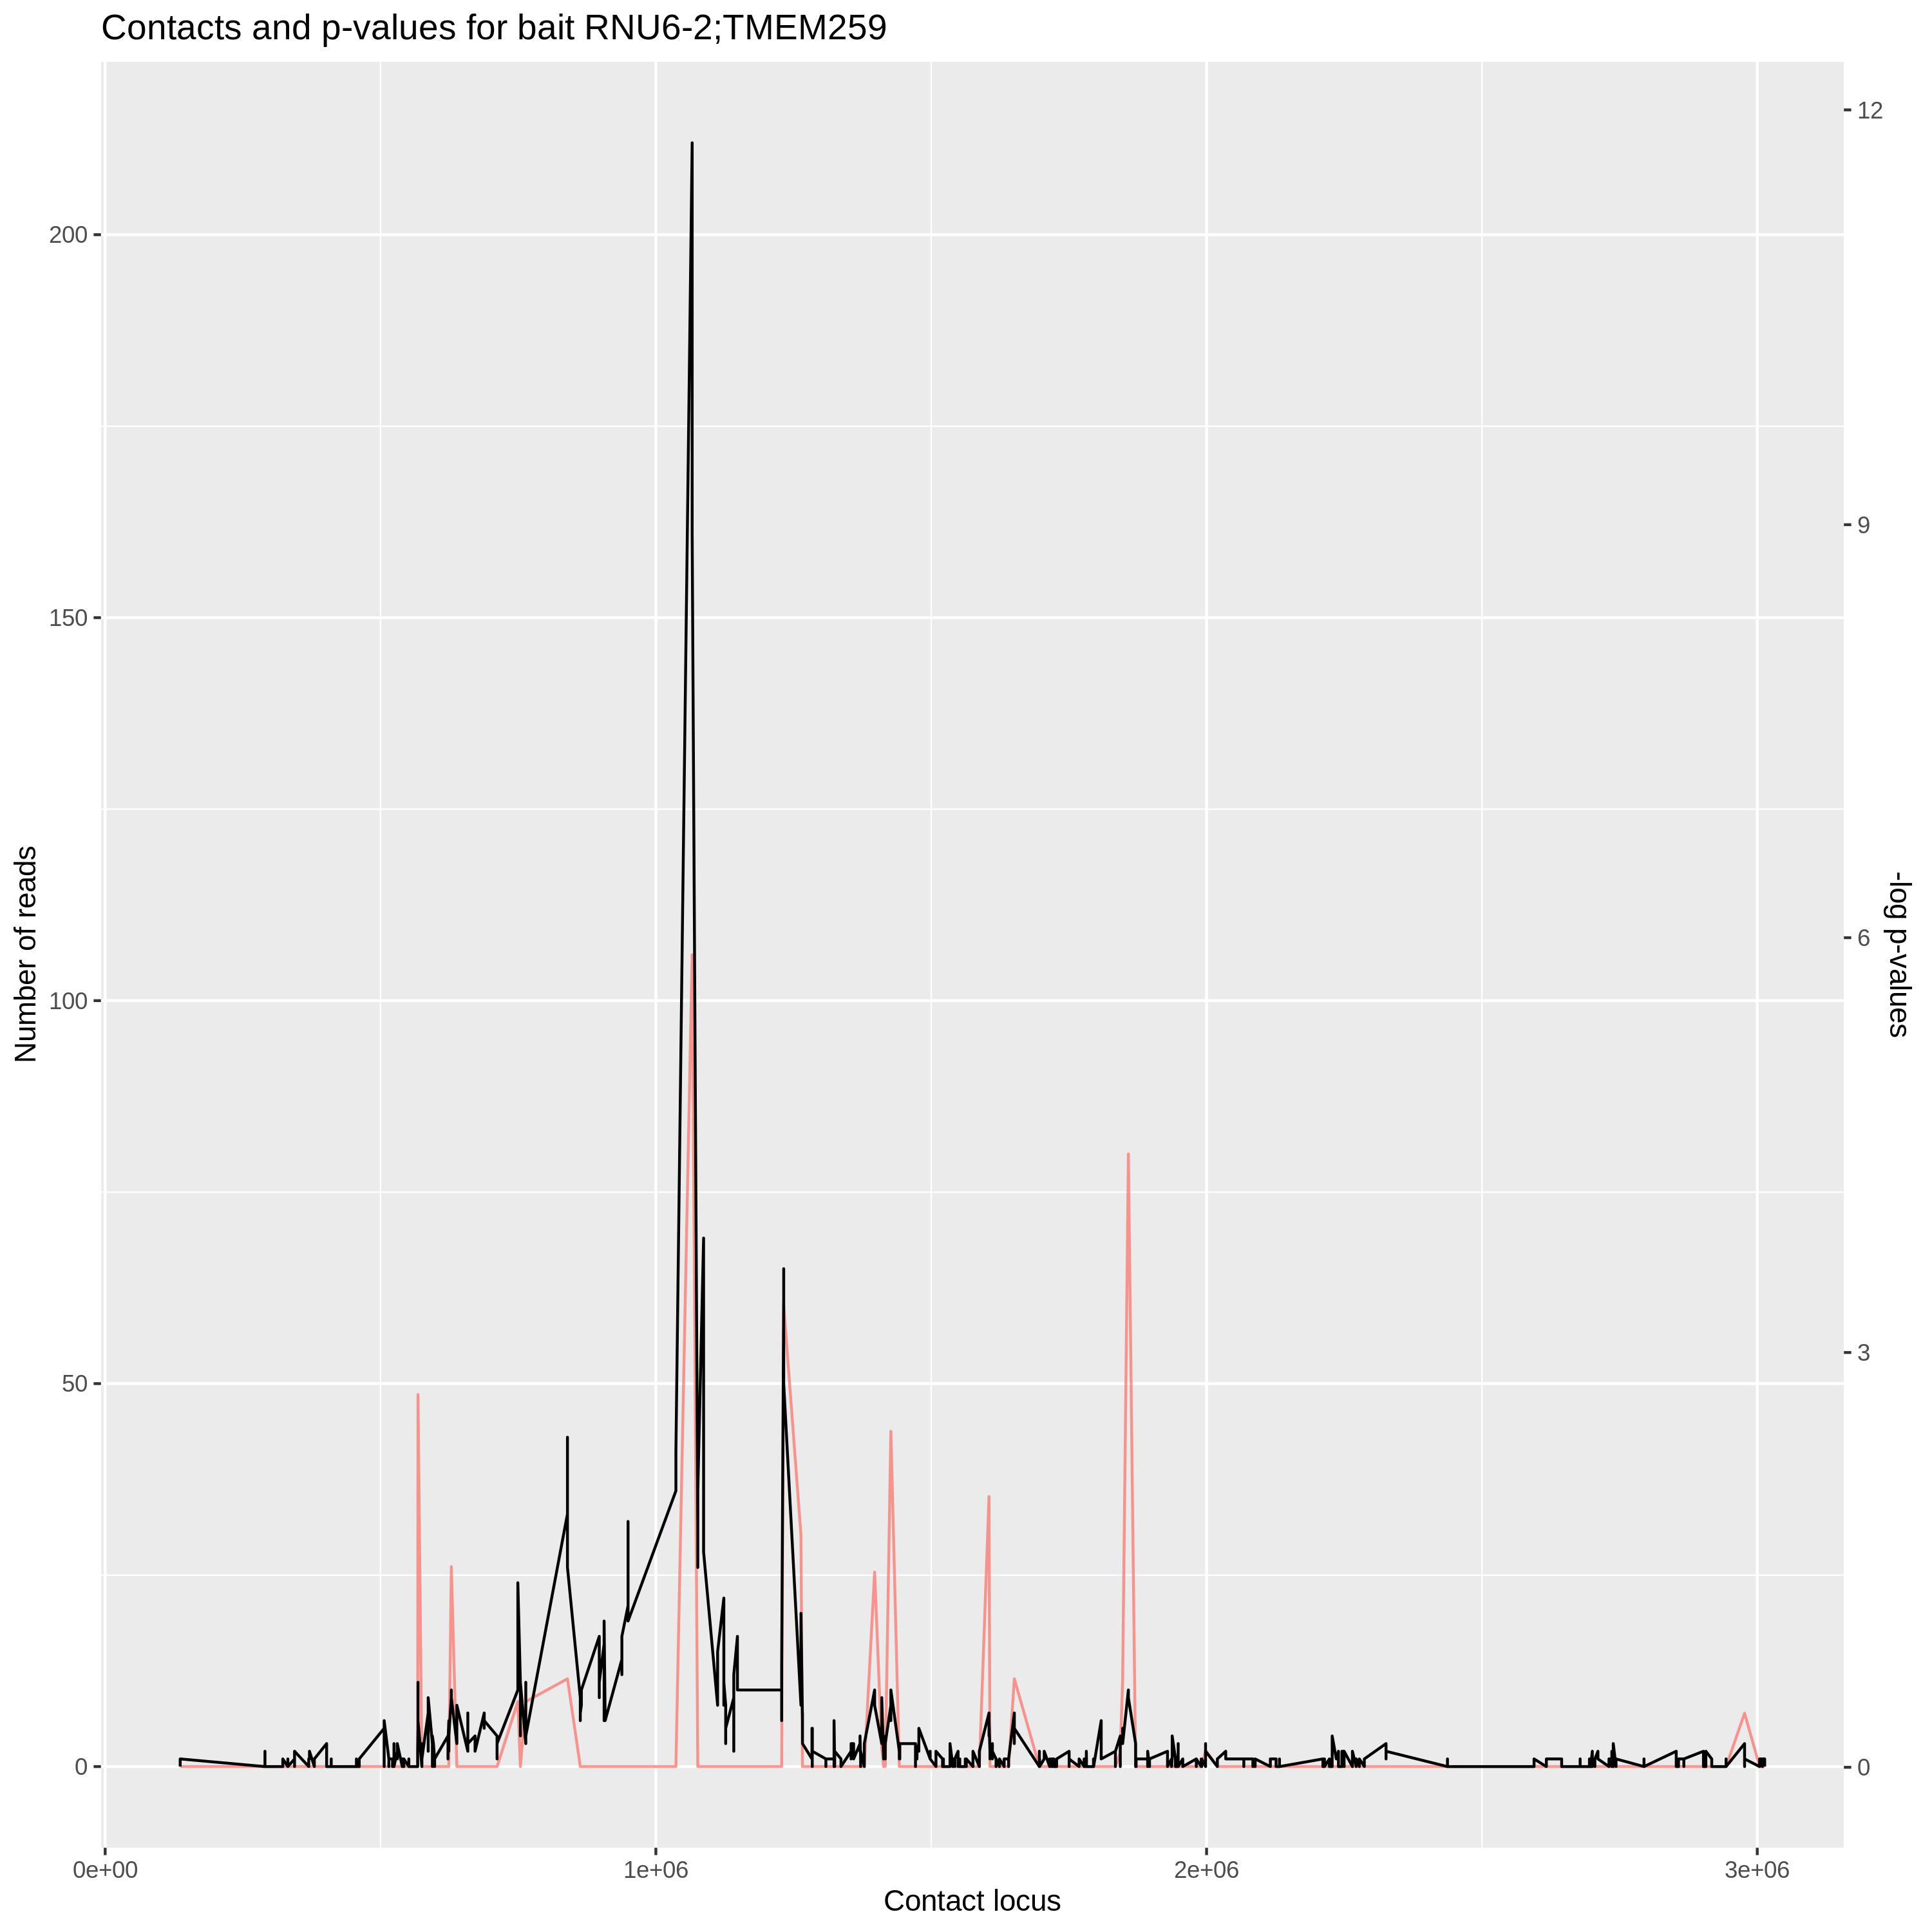 Contacts and p-values for bait RNU6-2;TMEM259
Number of reads
200
150
100
50
0
12
9
6
3
0
-log p-values
0e+00
1e+06
2e+06
3e+06
Contact locus